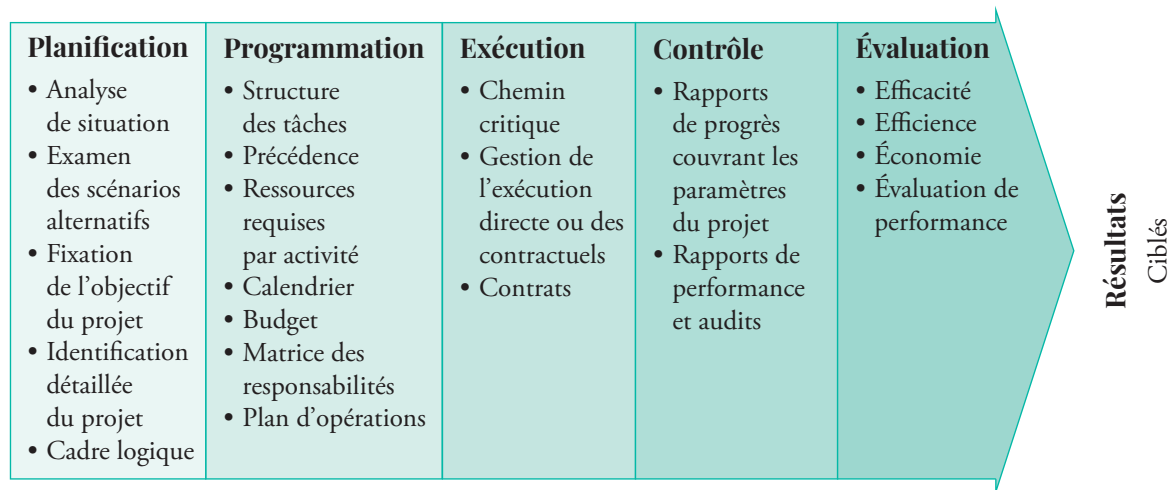 Planification
• Analyse
de situation
• Examen
des scénarios
alternatifs
• Fixation
de l’objectif
du projet
• Identification
détaillée
du projet
• Cadre logique
Programmation
• Structure
des tâches
• Précédence
• Ressources
requises
par activité
• Calendrier
• Budget
• Matrice des
responsabilités
• Plan d’opérations
Exécution
• Chemin
critique
• Gestion de
l’exécution
directe ou des
contractuels
• Contrats
Contrôle
• Rapports
de progrès
couvrant les
paramètres
du projet
• Rapports de
performance
et audits
Évaluation
• Efficacité
• Efficience
• Économie
• Évaluation de
performance
Résultats
Ciblés